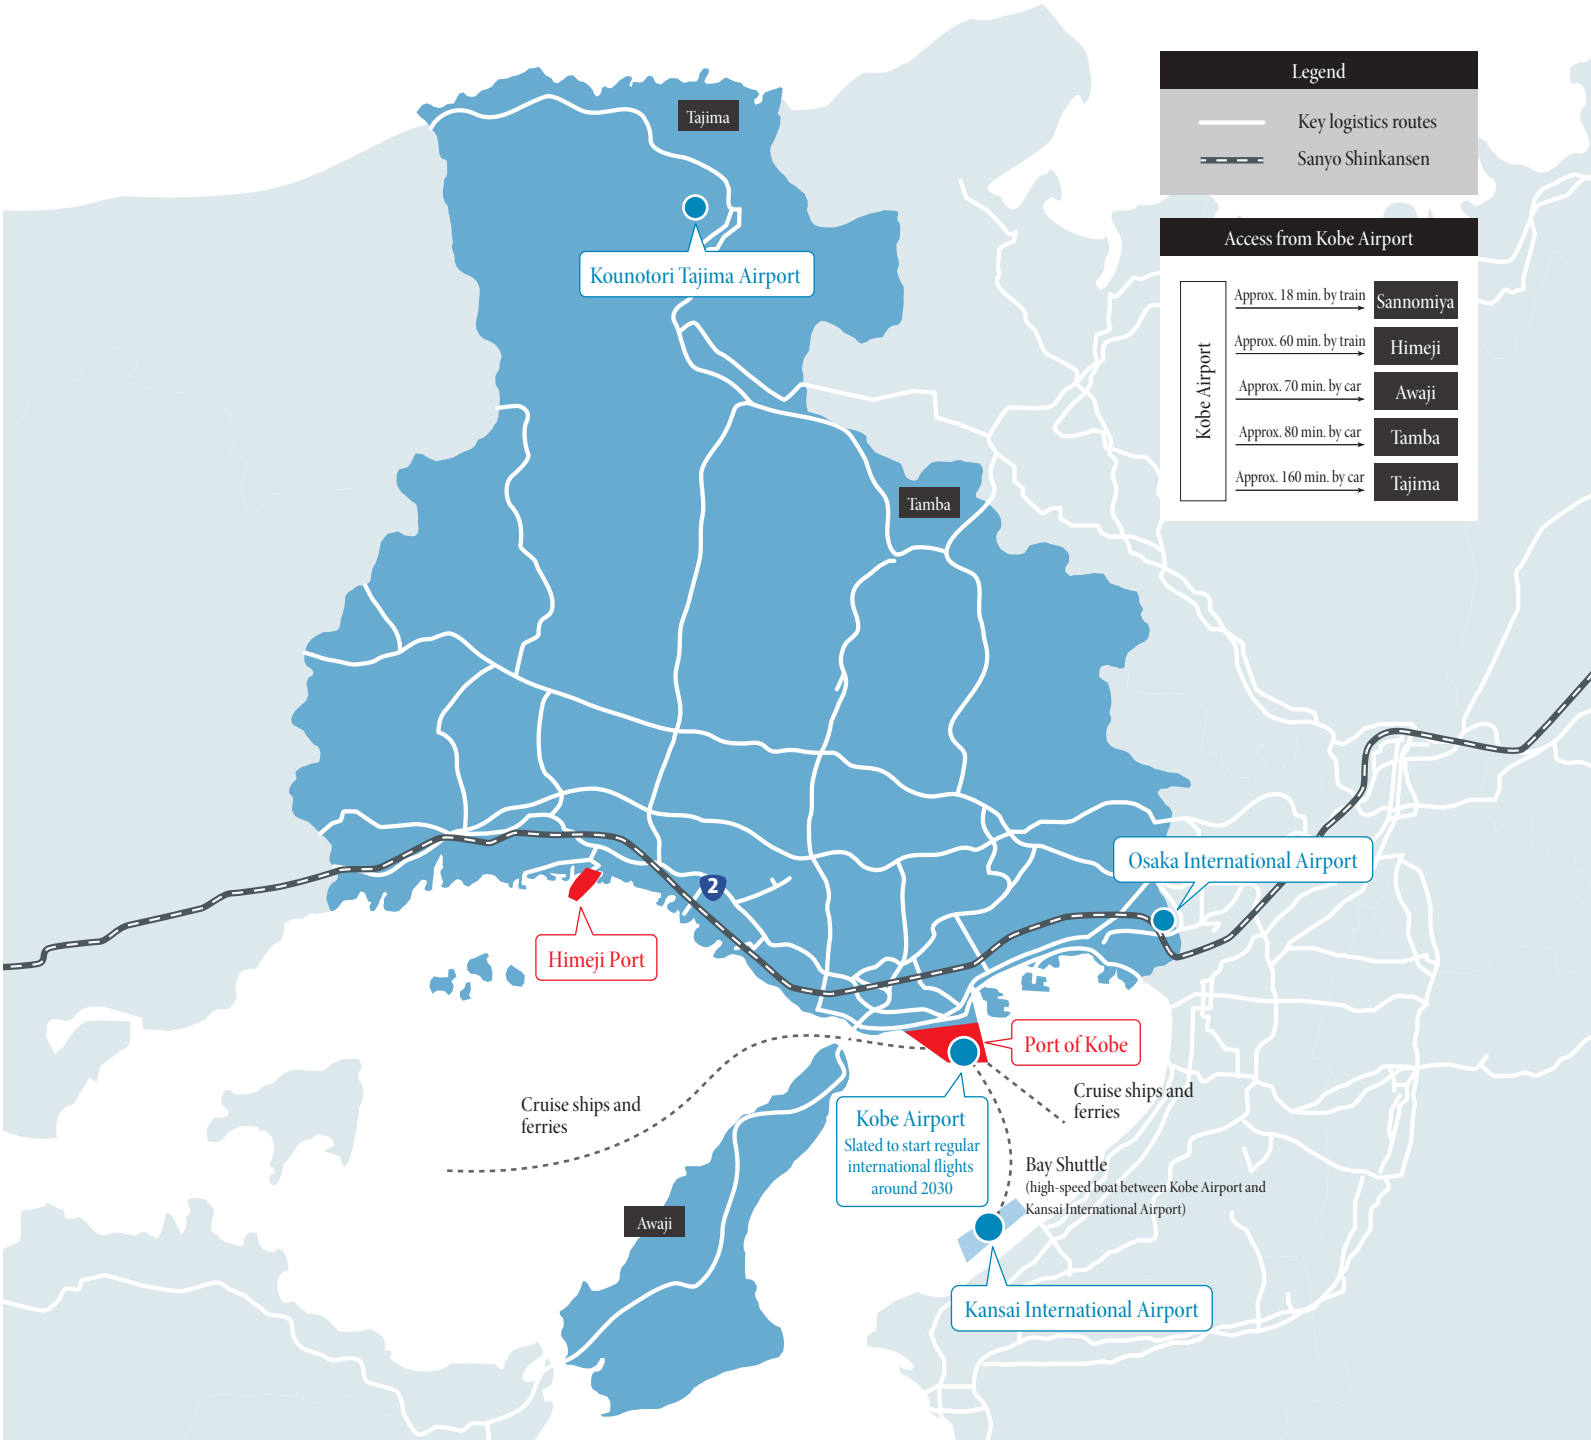 Legend
Key logistics routes
Sanyo Shinkansen
Access from Kobe Airport
Kobe Airport
Approx. 18 min. by train
Sannomiya
Approx. 60 min. by train
Himeji
Approx. 70 min. by car
Awaji
Approx. 80 min. by car
Tamba
Approx. 160 min. by car
Tajima
Tajima
Kounotori Tajima Airport
Tamba
Osaka International Airport
2
Himeji Port
Port of Kobe
Cruise ships and
ferries
Cruise ships and
ferries
Kobe Airport
Slated to start regular
international flights
around 2030
Bay Shuttle
(high-speed boat between Kobe Airport and
Kansai International Airport)
Awaji
Kansai International Airport